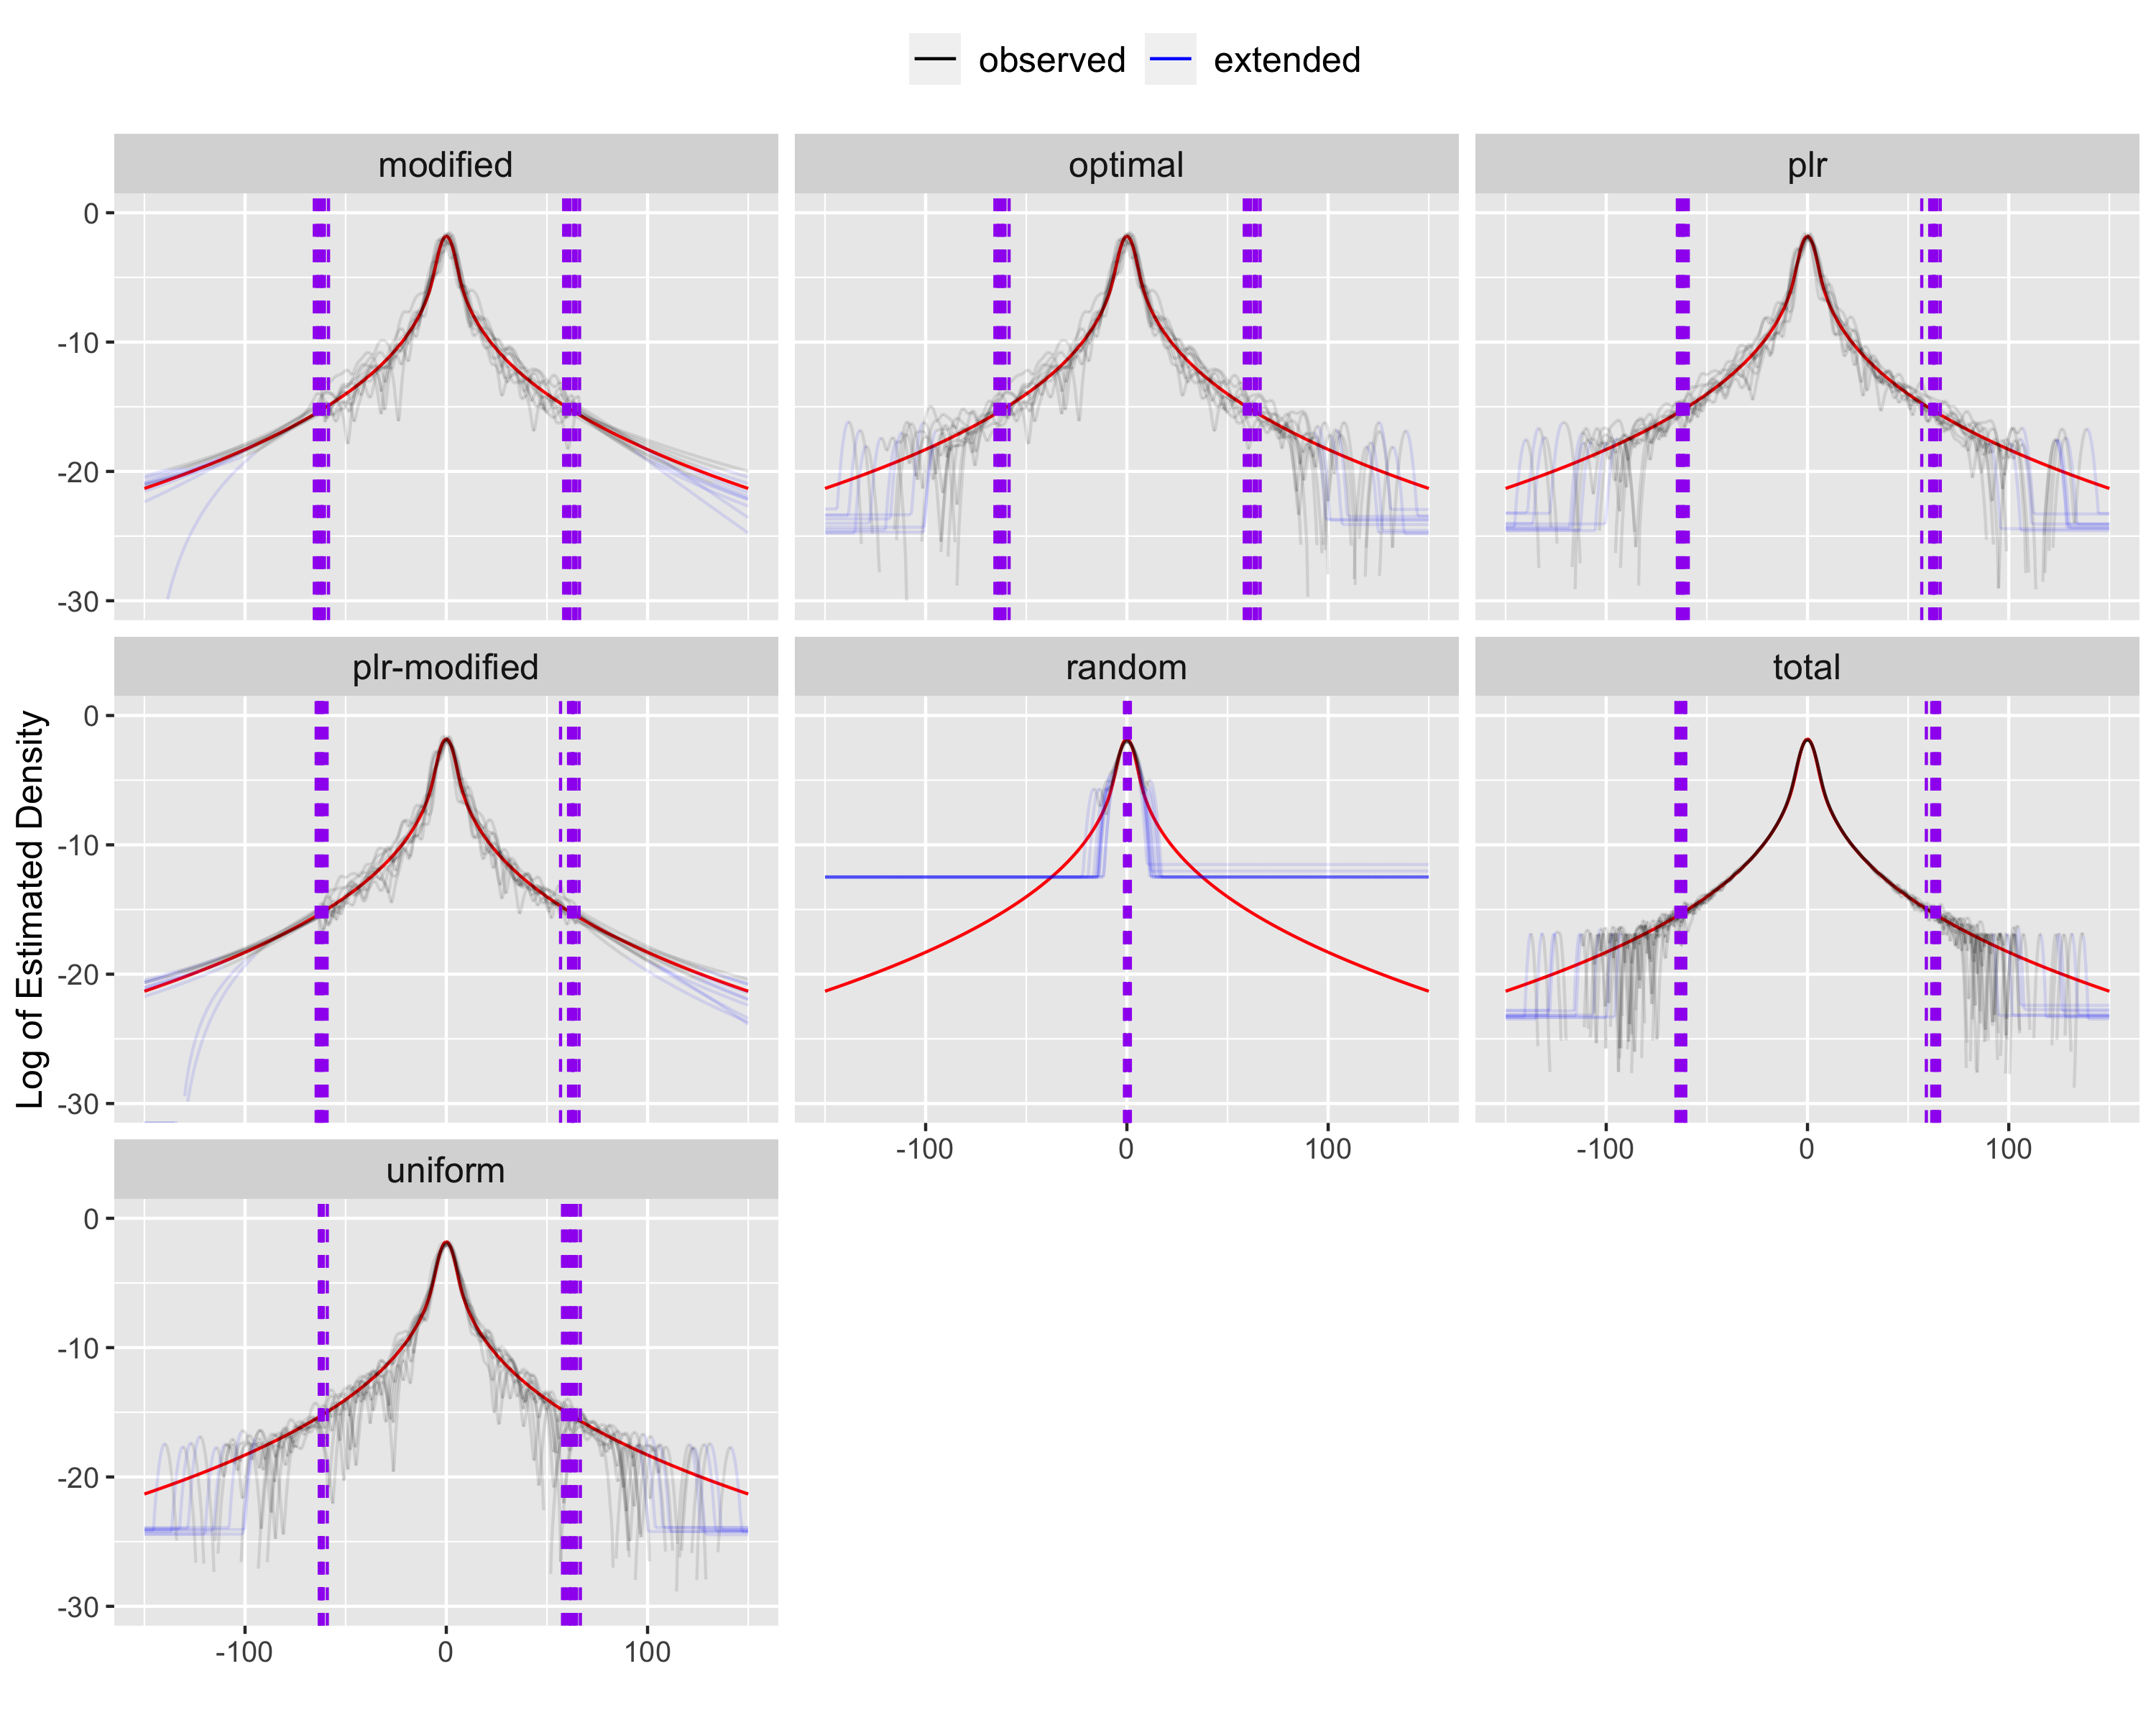 observed extended
modified optimal plr
0
-10
-20
-30
plr-modified random total
Log of Estimated Density
0
-10
-20
-30
-100 0 100 -100 0 100
uniform
0
-10
-20
-30
-100 0 100